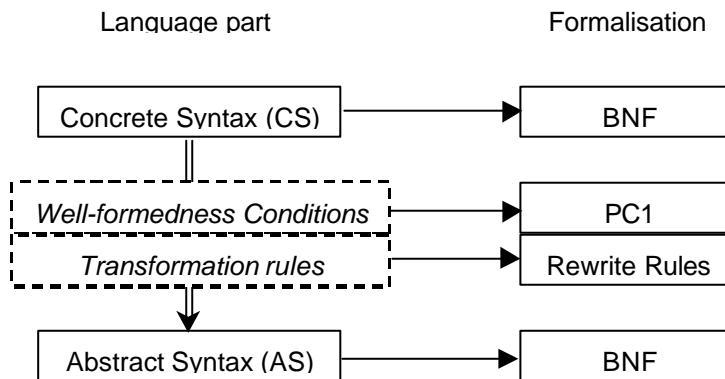 Language part Formalisation
Concrete Syntax (CS) BNF
Well-formedness Conditions PC1
Transformation rules Rewrite Rules
Abstract Syntax (AS) BNF